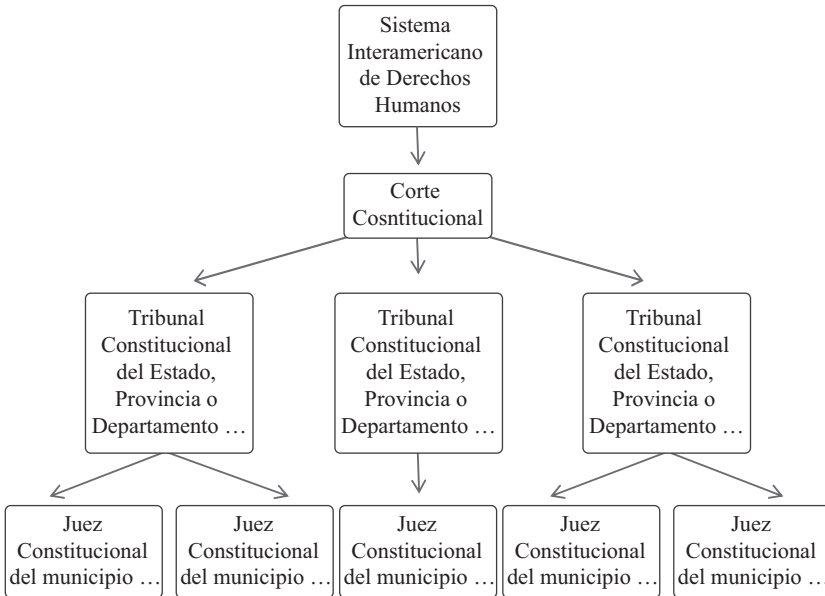 Sistema
Interamericano
de Derechos
Humanos
Corte
Cosntitucional
Tribunal
Constitucional
del Estado,
Provincia o
Departamento …
Tribunal
Constitucional
del Estado,
Provincia o
Departamento …
Tribunal
Constitucional
del Estado,
Provincia o
Departamento …
Juez
Constitucional
del municipio …
Juez
Constitucional
del municipio …
Juez
Constitucional
del municipio …
Juez
Constitucional
del municipio …
Juez
Constitucional
del municipio …